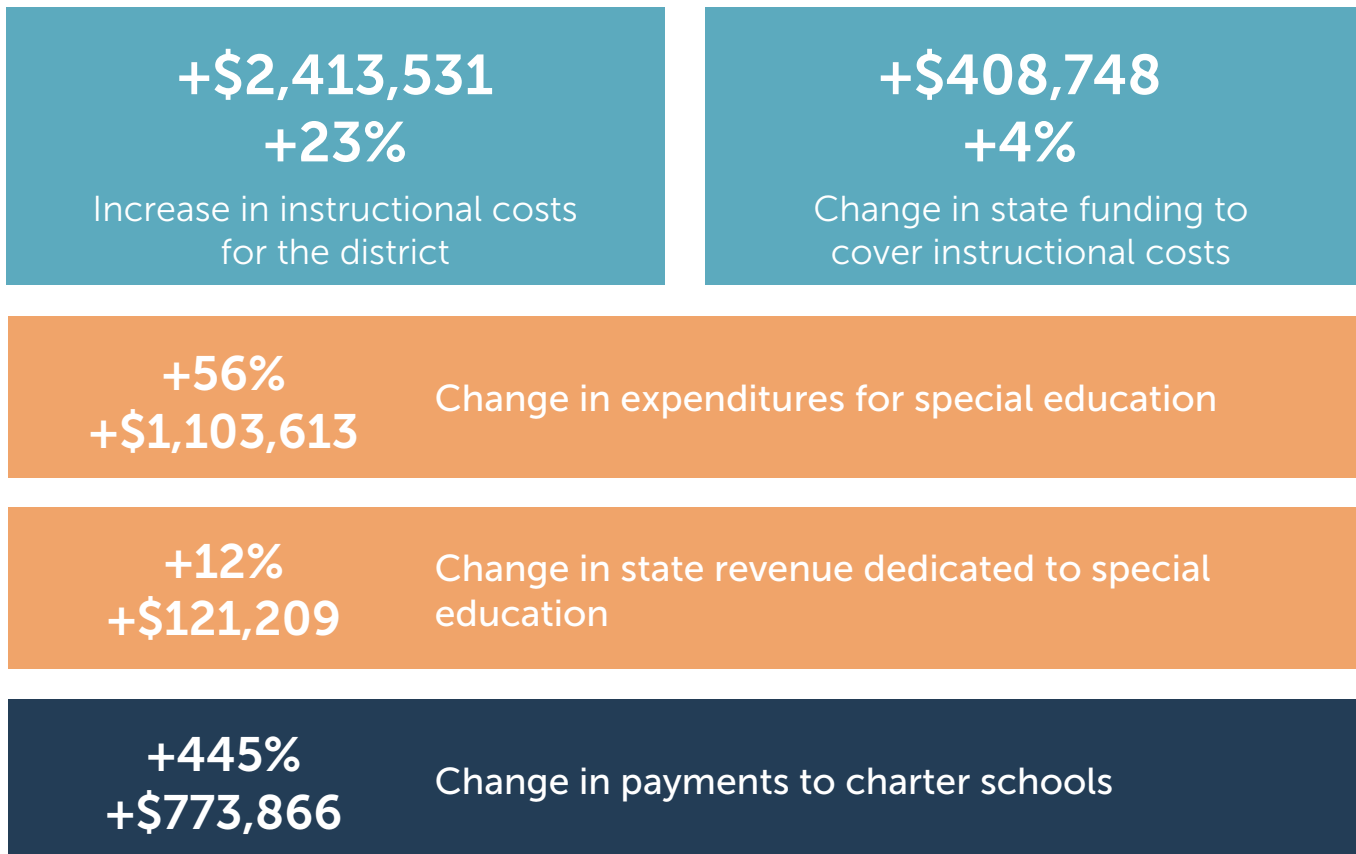 +$2,413,531
+23%
Increase in instructional costs
for the district
+$408,748
+4%
Change in state funding to
cover instructional costs
+56%
+$1,103,613
Change in expenditures for special education
+12%
+$121,209
Change in state revenue dedicated to special
education
+445%
+$773,866
Change in payments to charter schools